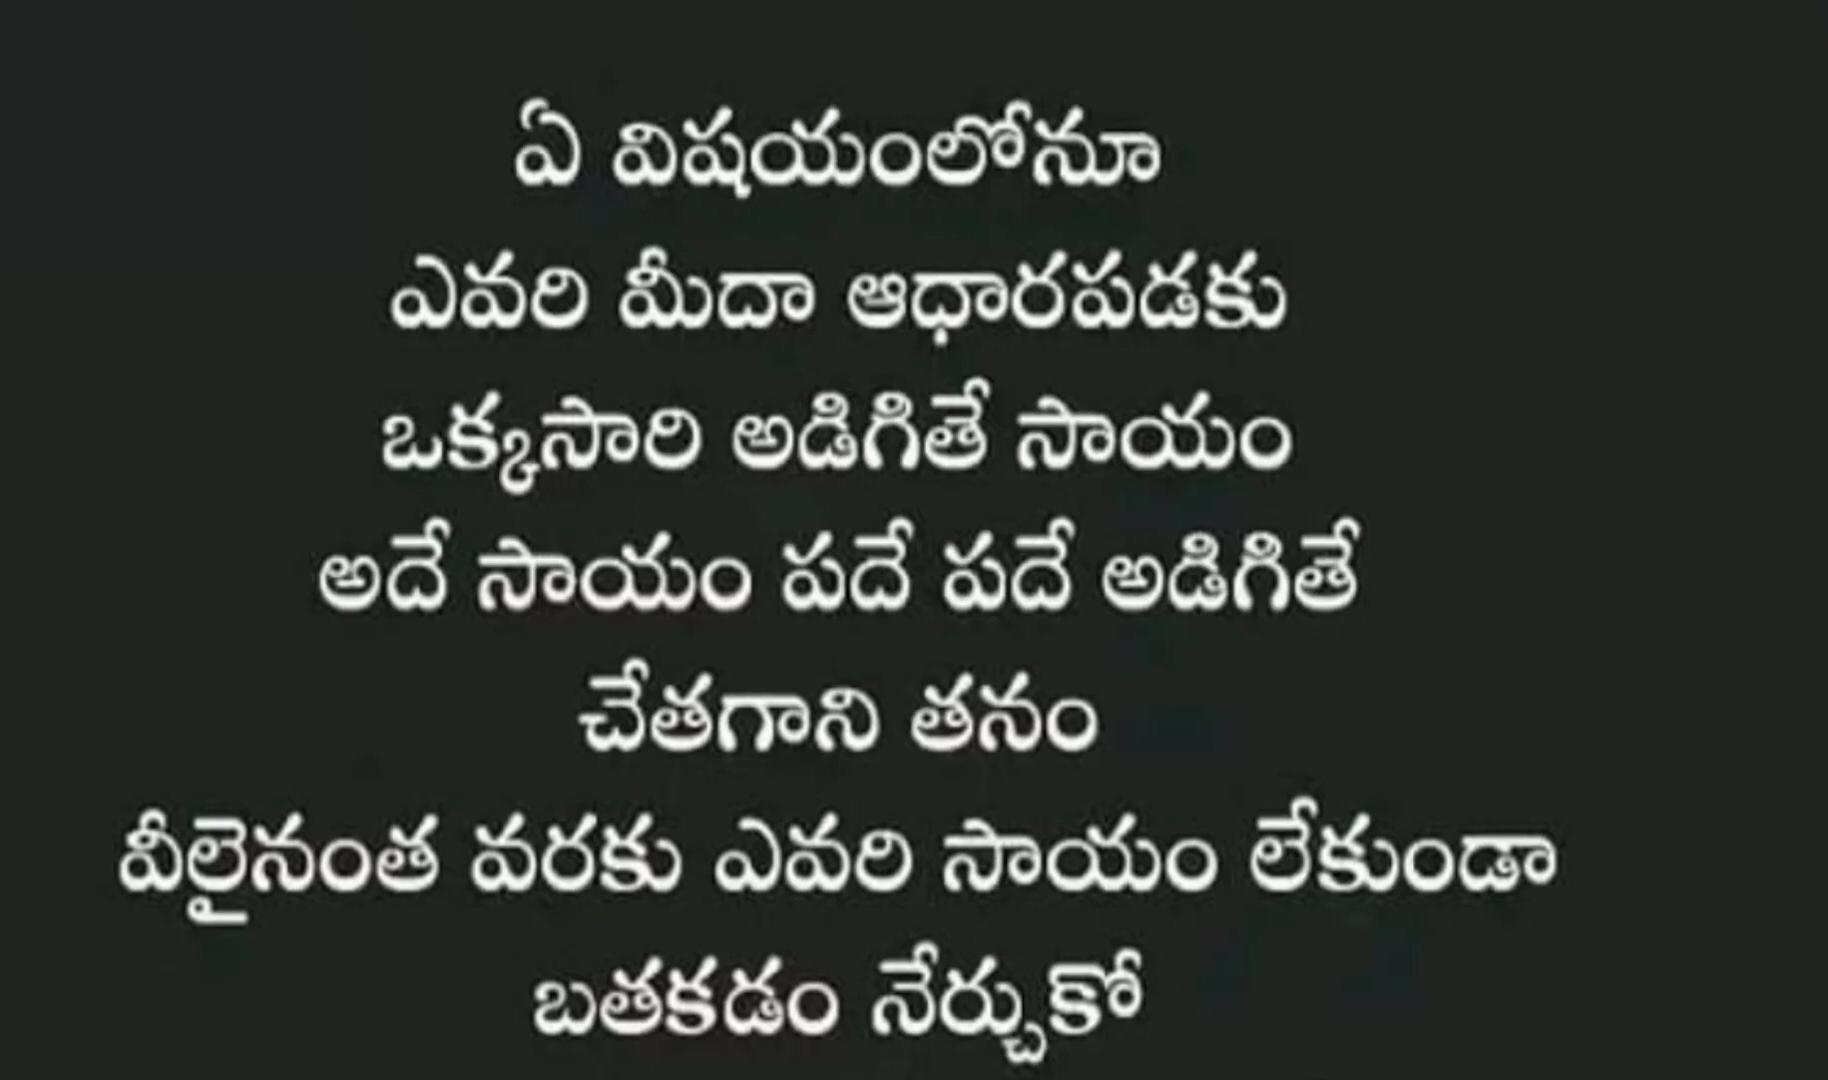 ఏ విషయంలోనూ
ఎవరి మీదా ఆధారపడకు
ఒక్కసారి అడిగితే సాయం
అదే సాయం పదే పదే అడిగితే
చేతగాని తనం
వీలైనంత వరకు ఎవరి సాయం లేకుండా
బతకడం నేర్చుకో